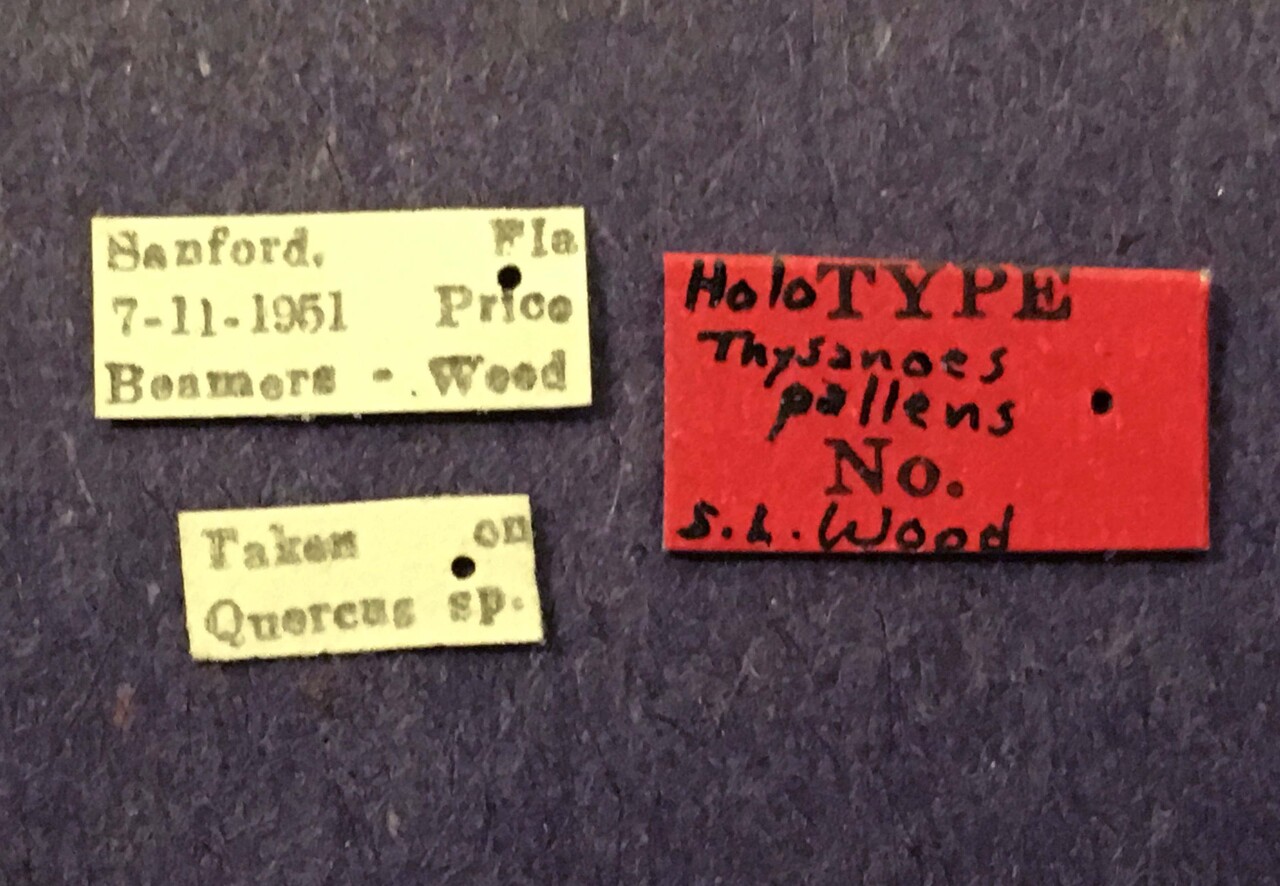 Sanford, Fla
7-11-1951 Price
Beamers - Wood
Taken on
Quercus sp.
HoloTYPE
Thysanoes
pallens
No.
S.L. Wood